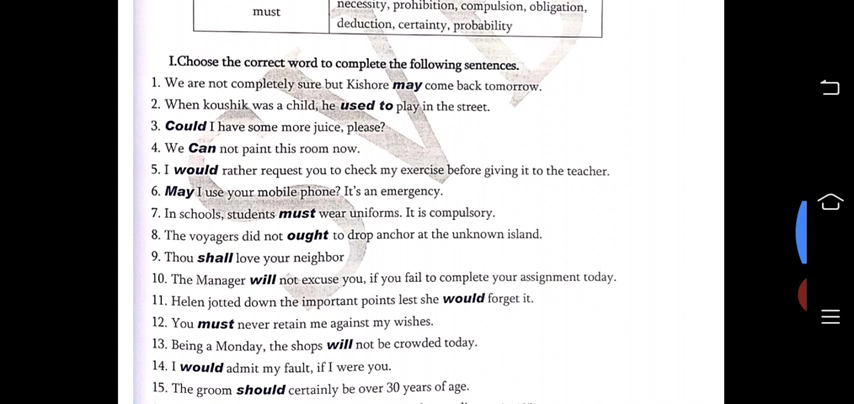 must
necessity, prohibition, compulsion, obligation,
deduction, certainty, probability
I.Choose the correct word to complete the following sentences.
1. We are not completely sure but Kishore may come back tomorrow.
2. When koushik was a child, he used to play in the street.
3. Could I have some more juice, please?
4. We Can not paint this room now.
5. I would rather request you to check my exercise before giving it to the teacher.
6. May I use your mobile phone? It's an emergency.
7. In schools, students must wear uniforms. It is compulsory.
8. The voyagers did not ought to drop anchor at the unknown island.
9. Thou shall love your neighbor
10. The Manager will not excuse you, if you fail to complete your assignment today.
11. Helen jotted down the important points lest she would forget it.
12. You must never retain me against my wishes.
13. Being a Monday, the shops will not be crowded today.
14. I would admit my fault, if I were you.
15. The groom should certainly be over 30 years of age.